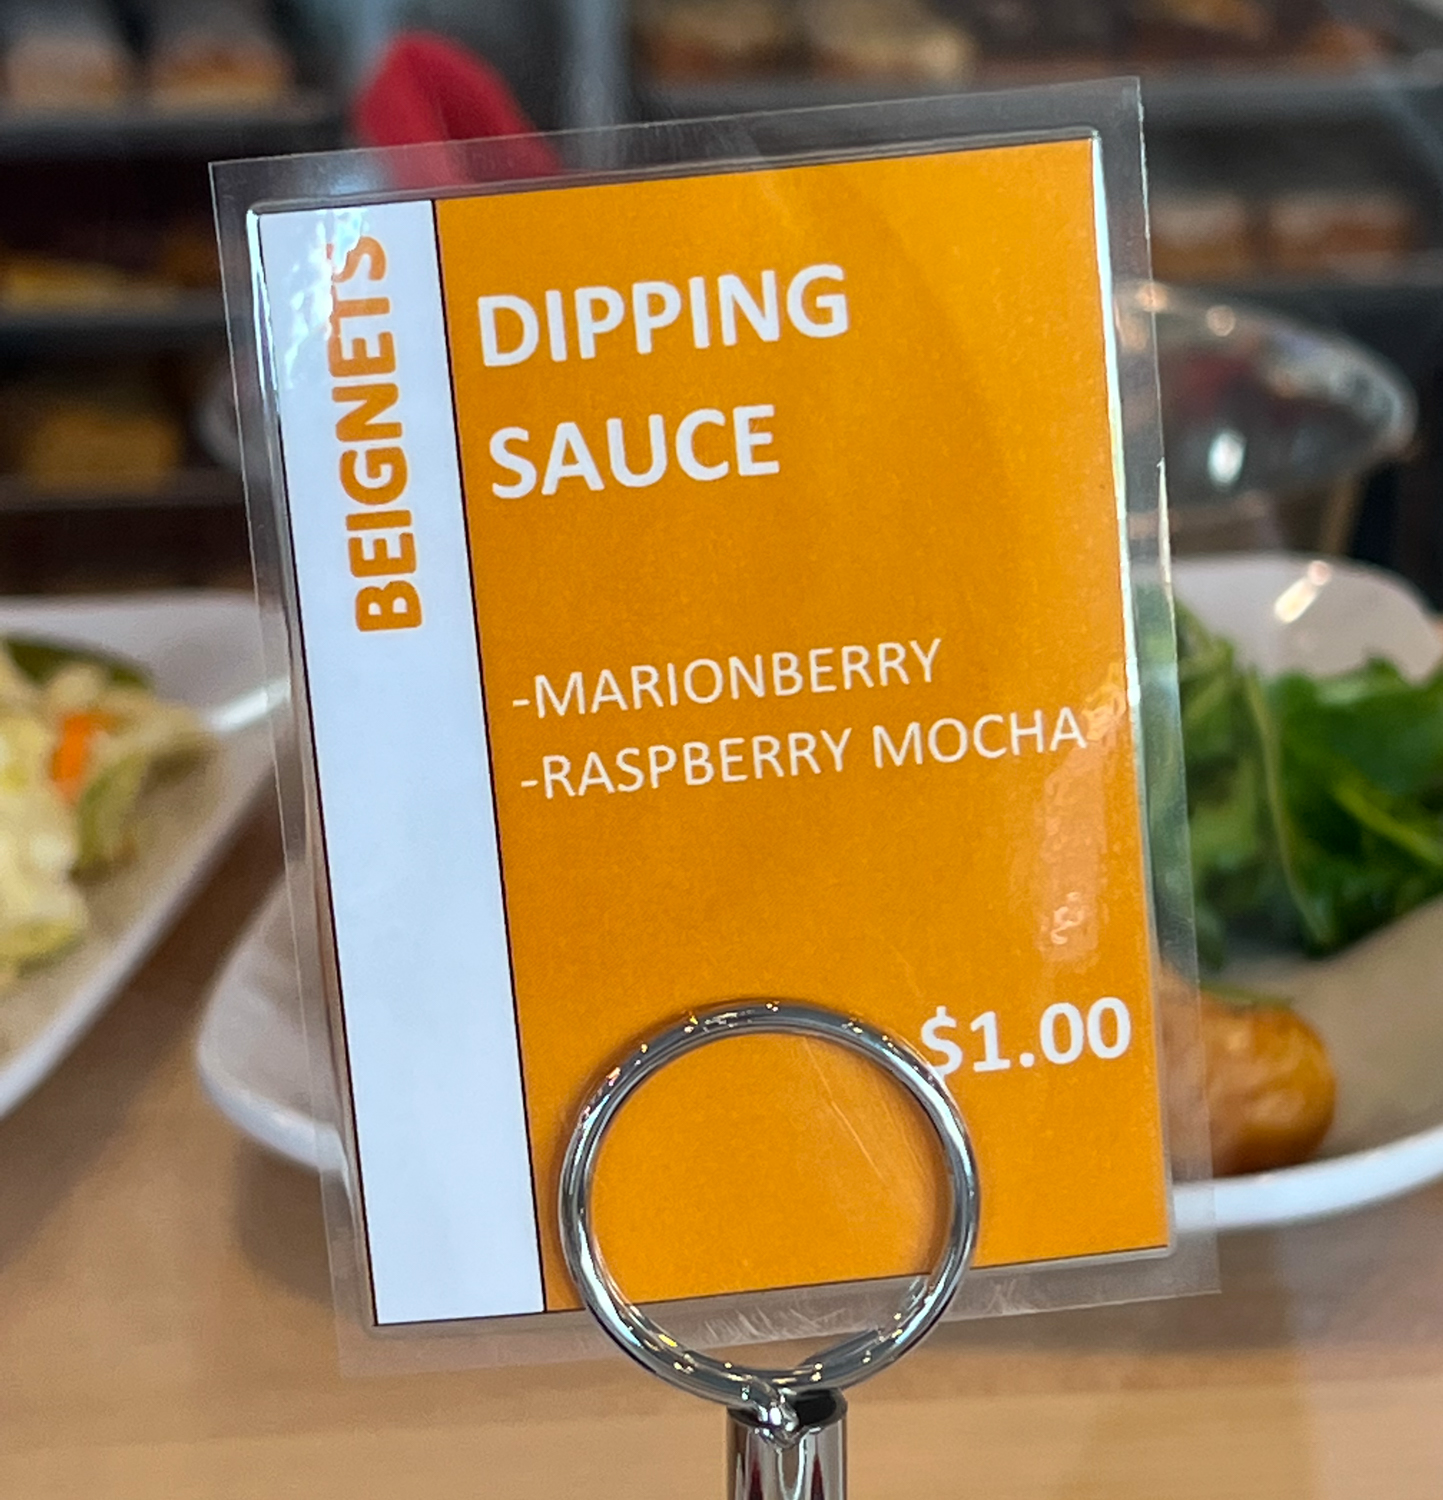 BEIGNETS
DIPPING
SAUCE
-MARIONBERRY
-RASPBERRY MOCHA
$1.00